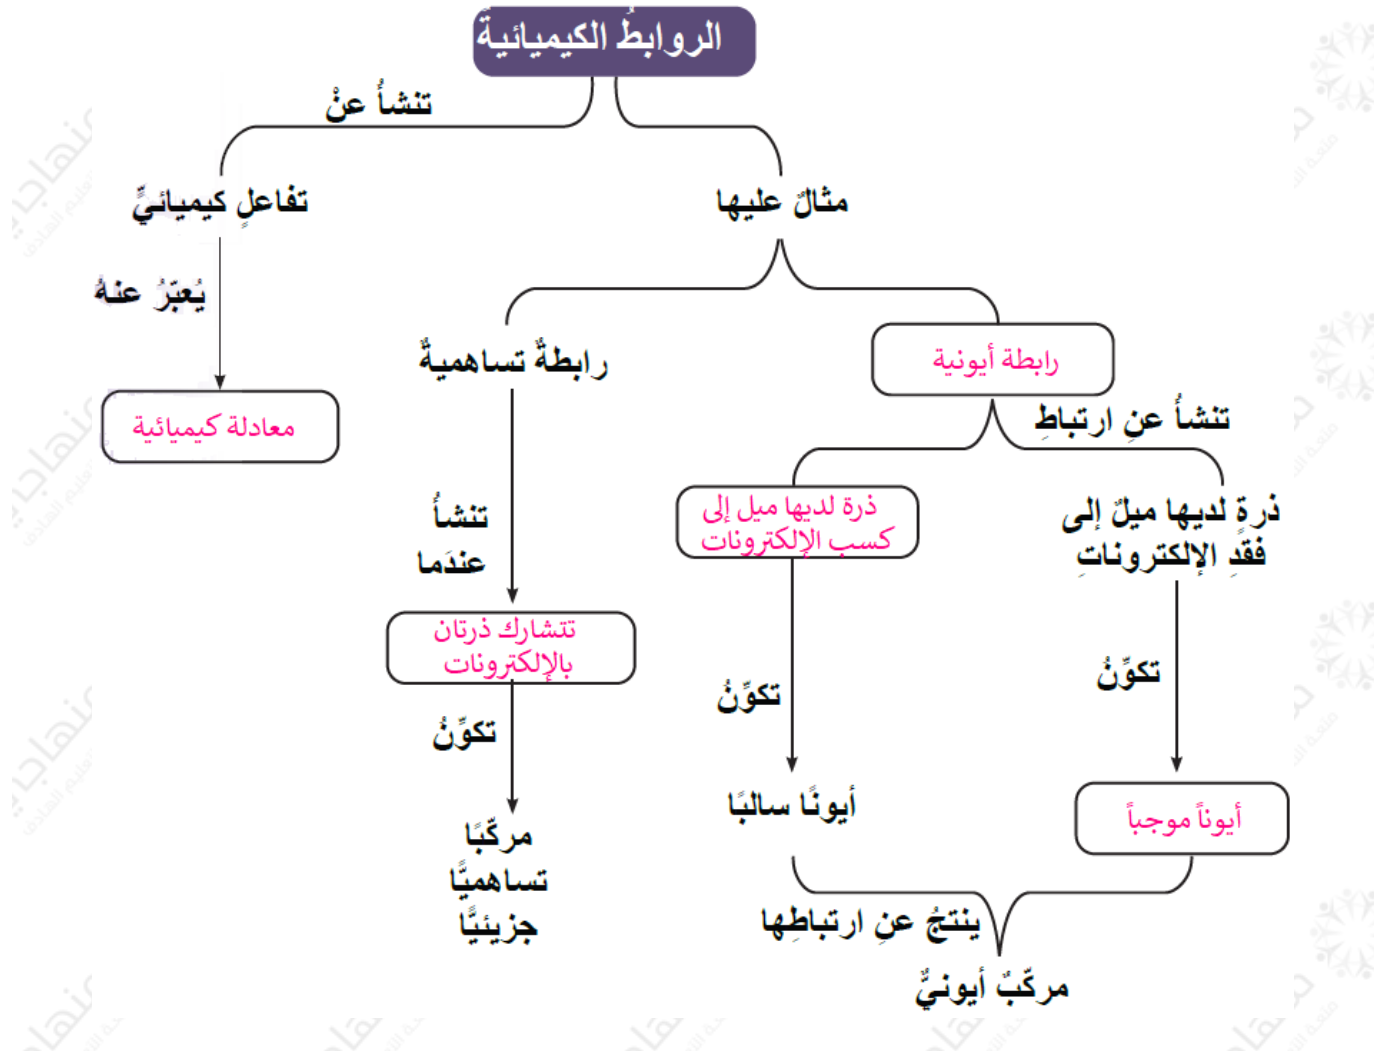 الروابطُ الكيميائيةُ
تنشأُ عنْ
تفاعلٍ كيميائيٍّ
مثالٌ عليها
يُعبّرُ عنهُ
رابطةٌ تساهميةٌ
رابطة أيونية
معادلة كيميائية
تنشأُ عنِ ارتباطِ
ذرةٍ لديها ميلٌ إلى
فقدِ الإلكتروناتِ
ذرة لديها ميل إلى
كسب الإلكترونات
تنشأُ
عندَما
تتشارك ذرتان
بالإلكترونات
تكوِّنُ
تكوِّنُ
تكوِّنُ
أيونًا سالبًا
أيوناً موجباً
مركّبًا
تساهميًّا
جزيئيًّا
ينتجُ عنِ ارتباطِها
مركّبٌ أيونيٌّ